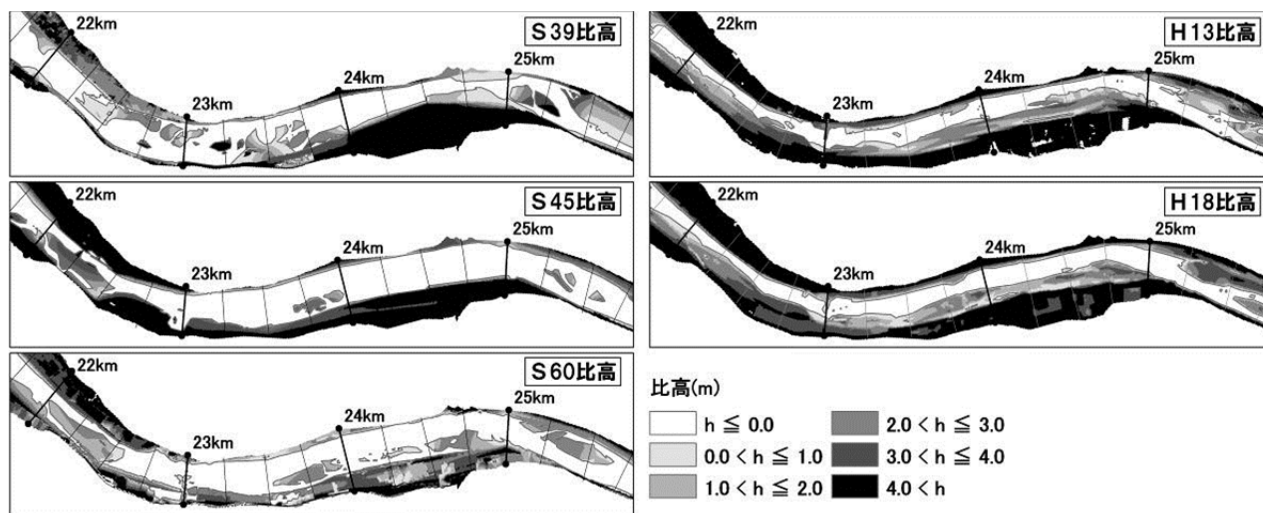 S39比高
22km
23km
24km
25km
S45比高
22km
23km
24km
25km
S60比高
22km
23km
24km
25km
H13比高
22km
23km
24km
25km
H18比高
22km
23km
24km
25km
比高(m)
h ≦ 0.0
0.0 < h ≦ 1.0
1.0 < h ≦ 2.0
2.0 < h ≦ 3.0
3.0 < h ≦ 4.0
4.0 < h